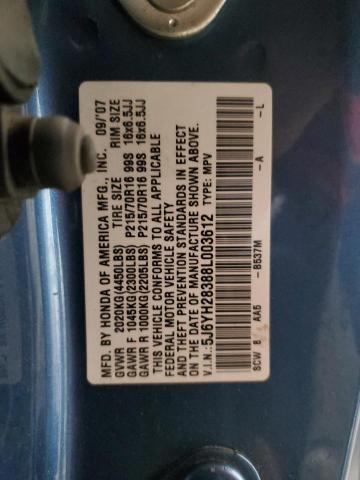 MFD. BY HONDA OF AMERICA MFG., INC. 09/'07
GVWR 2020KG(4450LBS) TIRE SIZE RIM SIZE
GAWR F 1045KG(2300LBS) P215/70R16 99S 16x6.5JJ
GAWR R 1000KG(2205LBS) P215/70R16 99S 16x6.5JJ
THIS VEHICLE CONFORMS TO ALL APPLICABLE
FEDERAL MOTOR VEHICLE SAFETY, BUMPER,
AND THEFT PREVENTION STANDARDS IN EFFECT
ON THE DATE OF MANUFACTURE SHOWN ABOVE.
V.I.N.: 5J6YH28388L003612 TYPE: MPV
SCW 8 AA5 -B537M -A -L